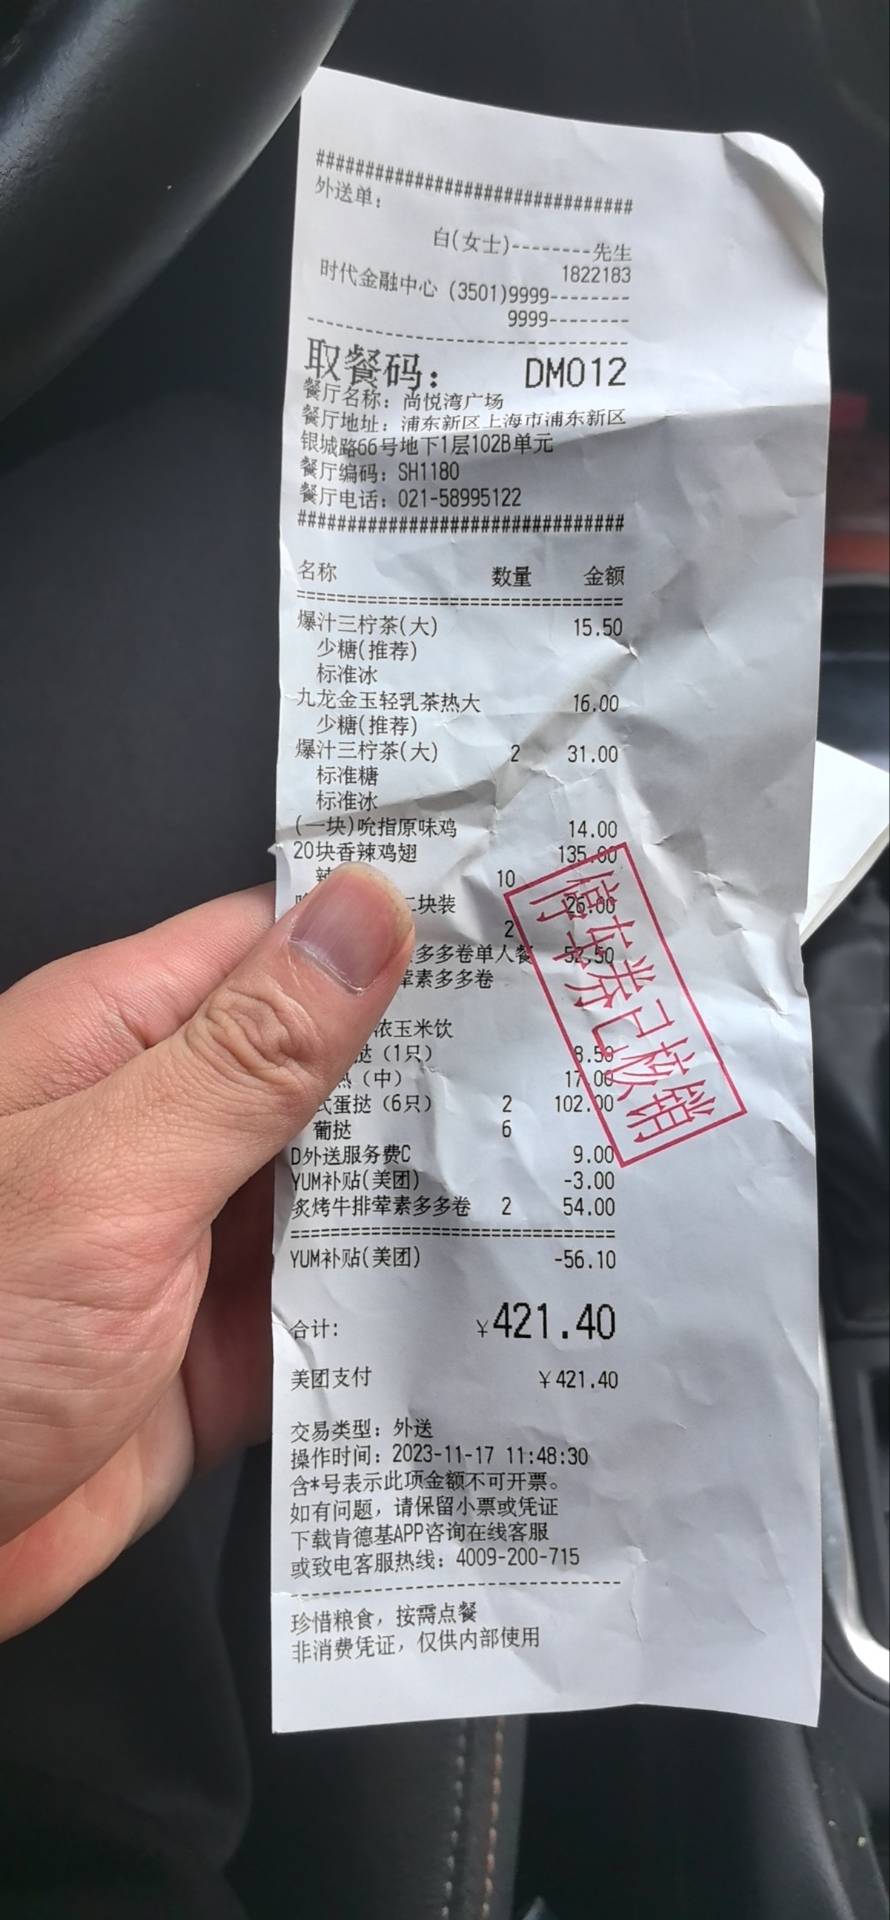 ##############################
外送单:
白(女士)--------先生
1822183
时代金融中心 (3501)9999--------
9999--------
取餐码: DM012
餐厅名称: 尚悦湾广场
餐厅地址: 浦东新区上海市浦东新区
银城路66号地下1层102B单元
餐厅编码: SH1180
餐厅电话: 021-58995122
##############################
名称 数量 金额
==============================
爆汁三柠茶(大) 15.50
少糖(推荐)
标准冰
九龙金玉轻乳茶热大 16.00
少糖(推荐)
爆汁三柠茶(大) 2 31.00
标准糖
标准冰
(一块)吮指原味鸡 14.00
20块香辣鸡翅 135.00
辣 10
二块装 26.00
2
多多卷单人餐 52.50
荤素多多卷
浓玉米饮
挞 (1只) 8.50
热 (中) 17.00
式蛋挞 (6只) 2 102.00
葡挞 6
D外送服务费C 9.00
YUM补贴(美团) -3.00
炙烤牛排荤素多多卷 2 54.00
==============================
YUM补贴(美团) -56.10
合计: ¥421.40
美团支付 ¥421.40
交易类型: 外送
操作时间: 2023-11-17 11:48:30
含*号表示此项金额不可开票。
如有问题, 请保留小票或凭证
下载肯德基APP咨询在线客服
或致电客服热线: 4009-200-715
珍惜粮食, 按需点餐
非消费凭证, 仅供内部使用
停车券已核销